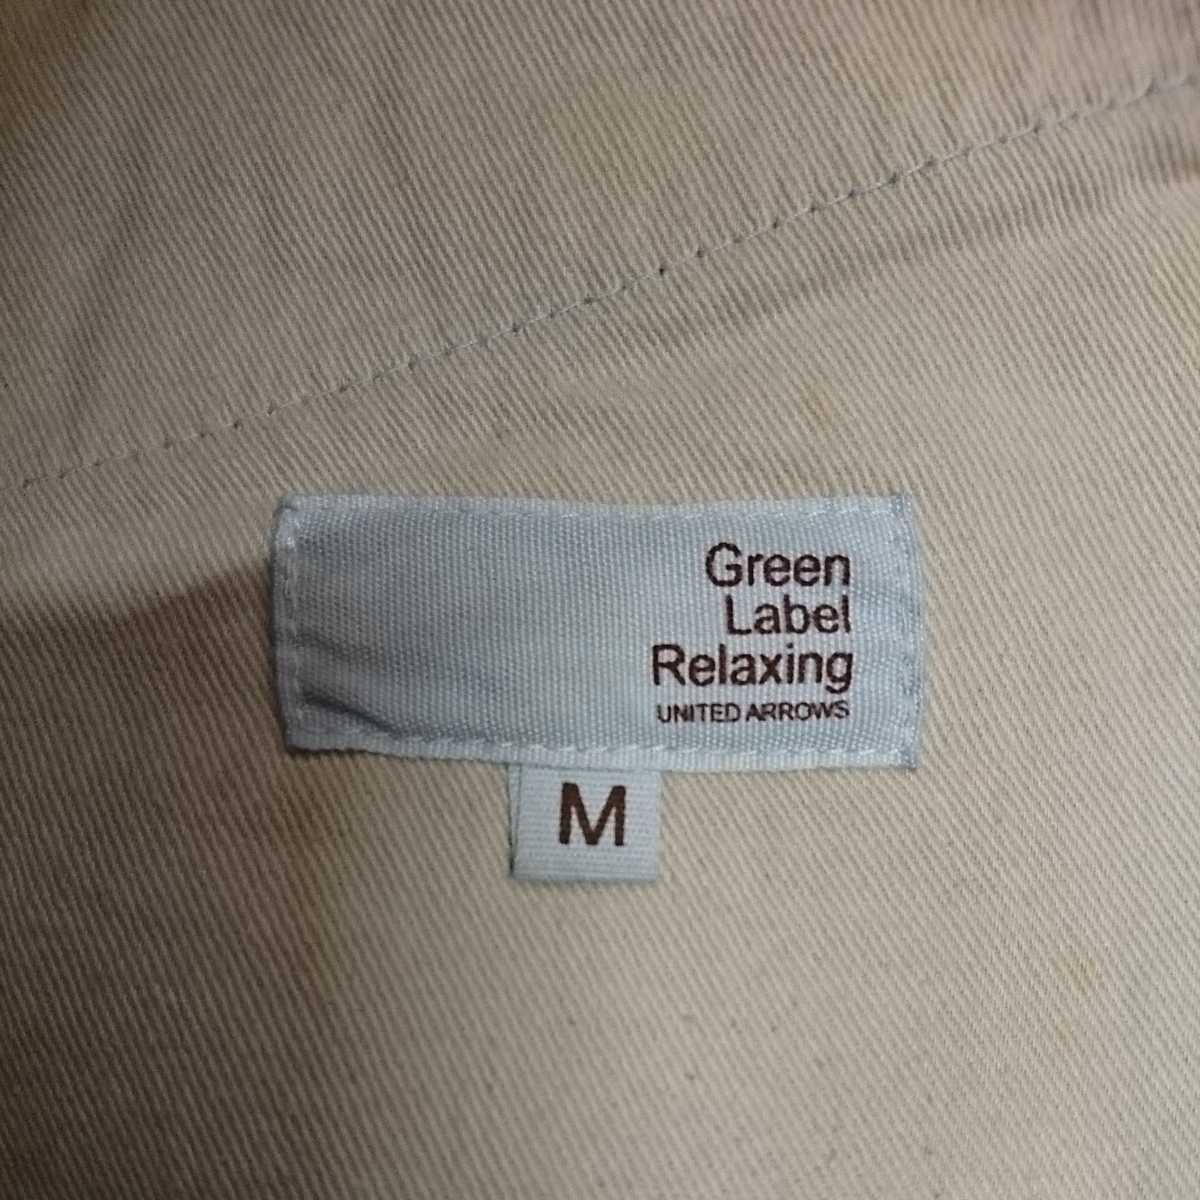 Green
Label
Relaxing
UNITED ARROWS
M